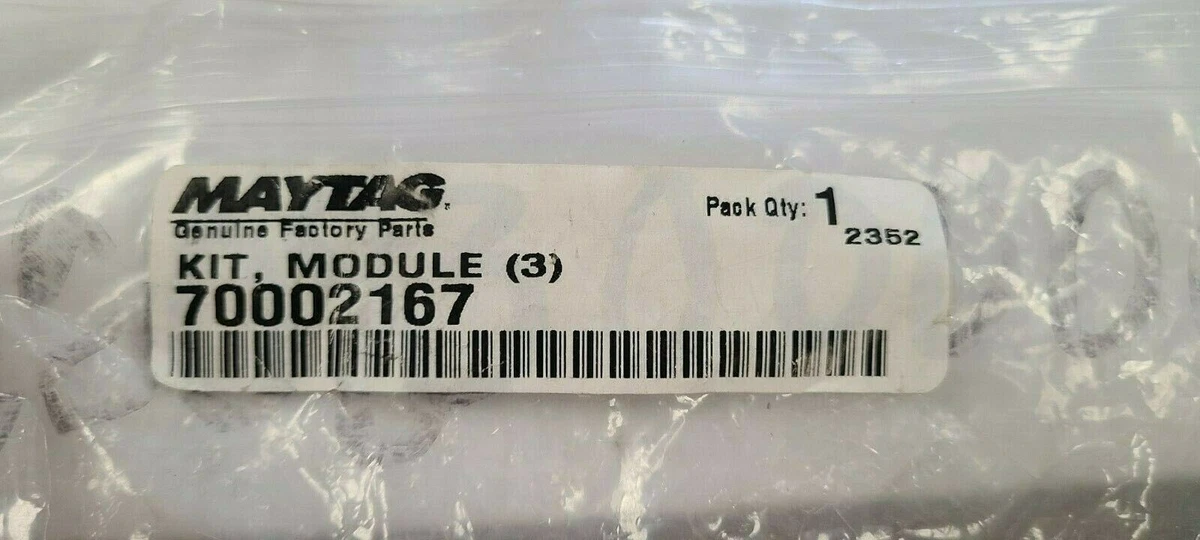 MAYTAG.
Genuine Factory Parts
Pack Qty: 1
2352
KIT, MODULE (3)
70002167